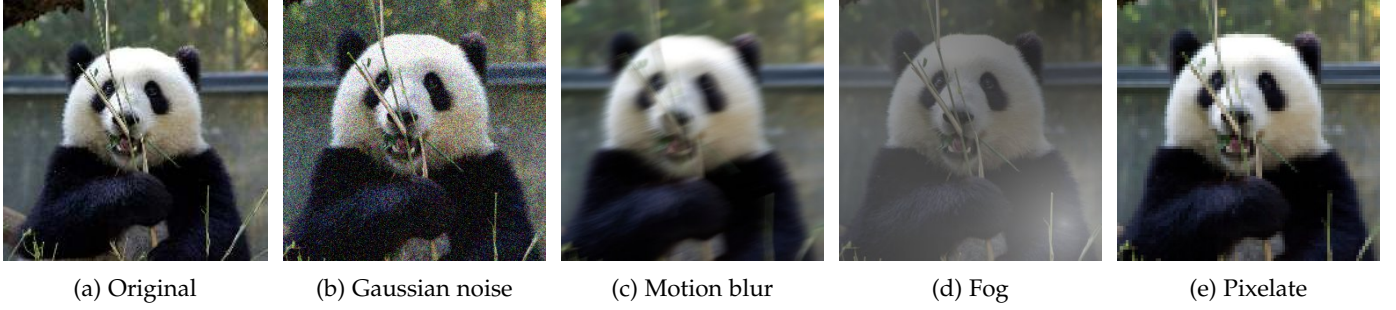 (a) Original
(b) Gaussian noise
(c) Motion blur
(d) Fog
(e) Pixelate